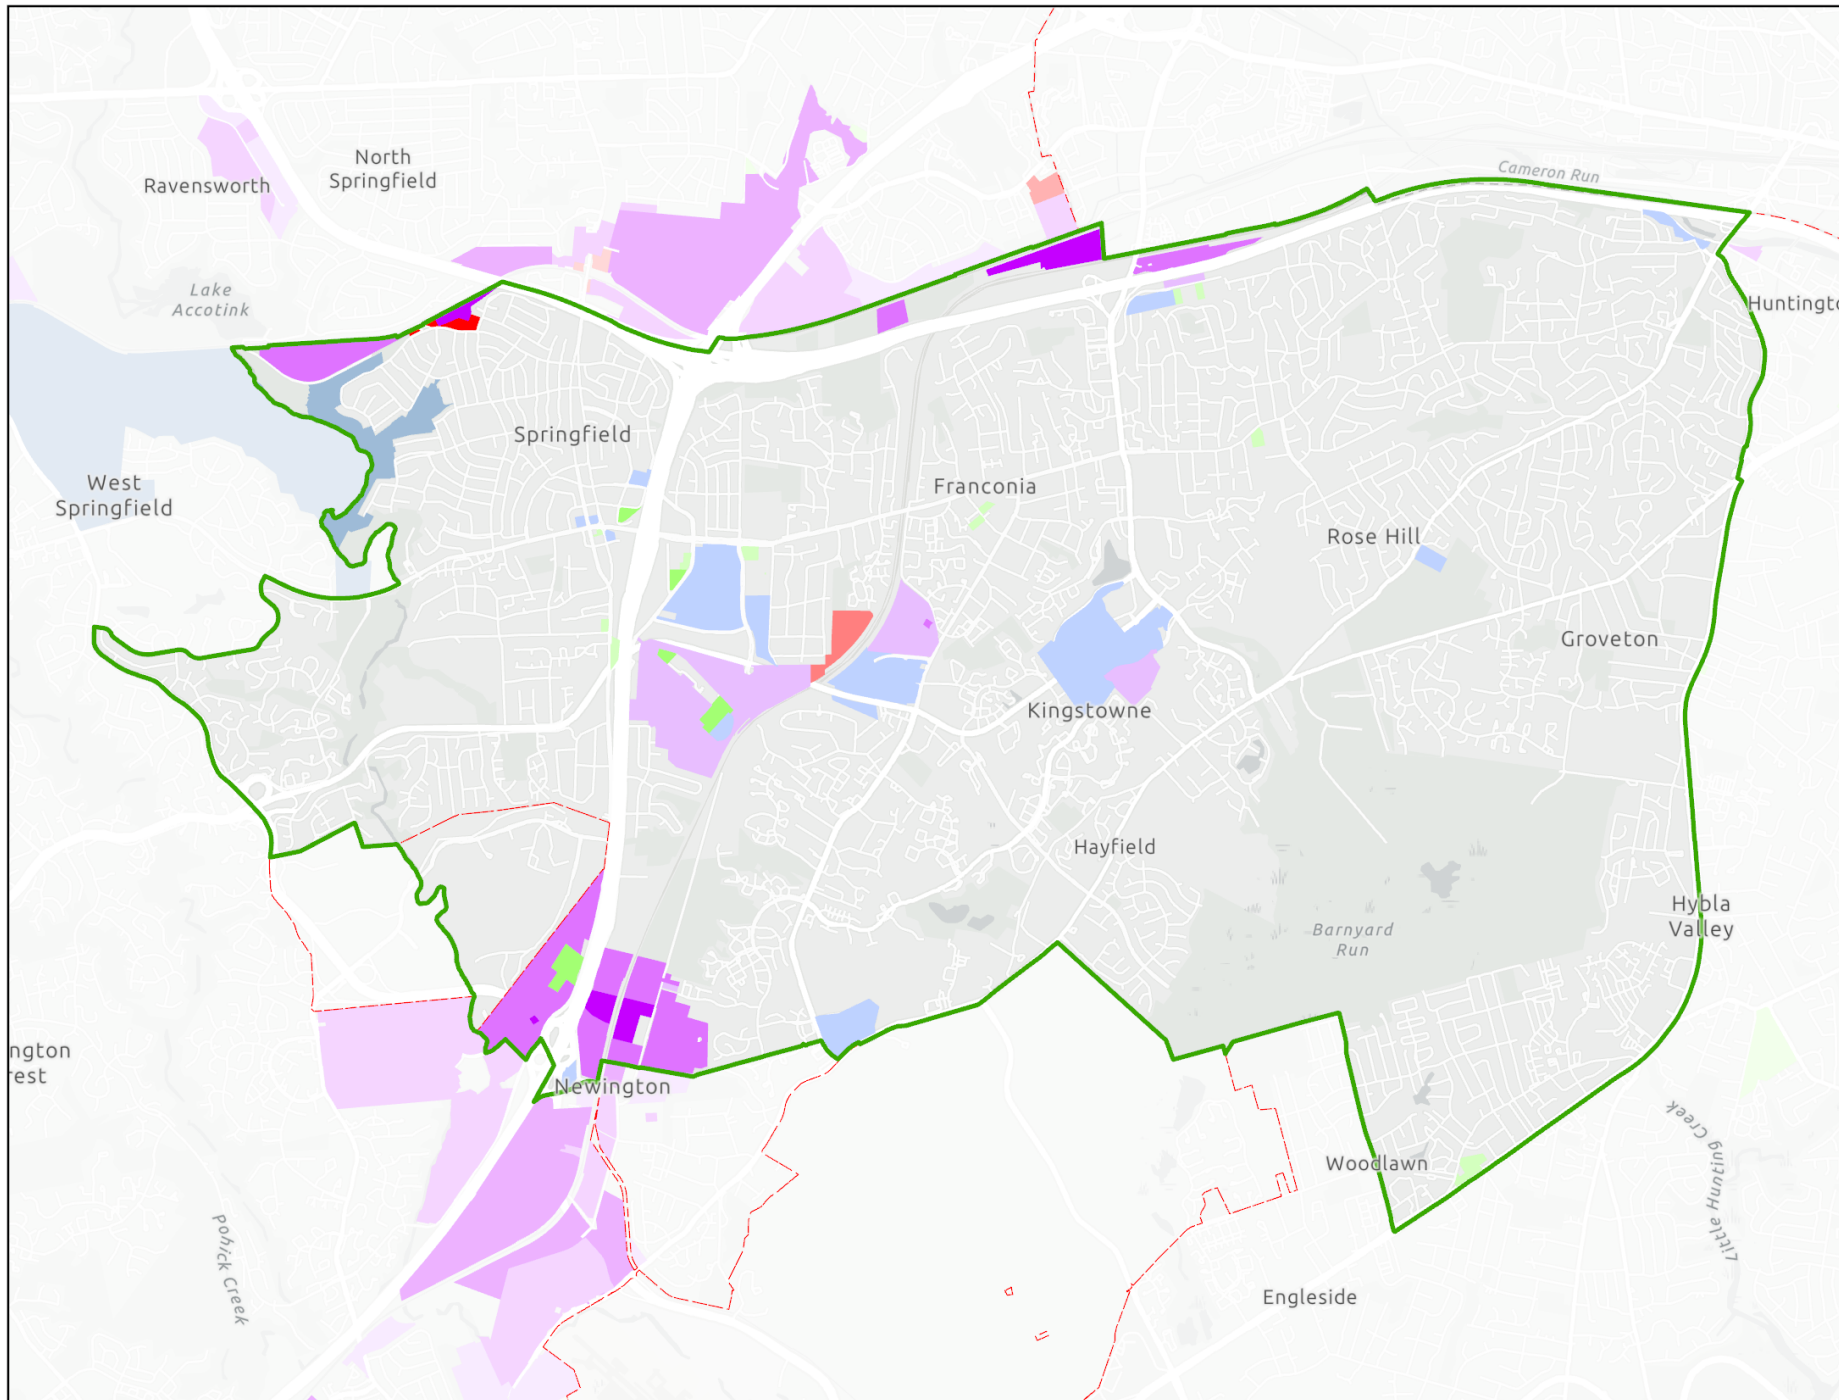 Cameron Run
North
Springfield
Ravensworth
Lake
Accotink
Huntingto
Springfield
West
Springfield
Franconia
Rose Hill
Groveton
Kingstowne
Hayfield
Hybla
Valley
Barnyard
Run
ngton
rest
Newington
Woodlawn
Little Hunting Creek
Pohick Creek
Engleside